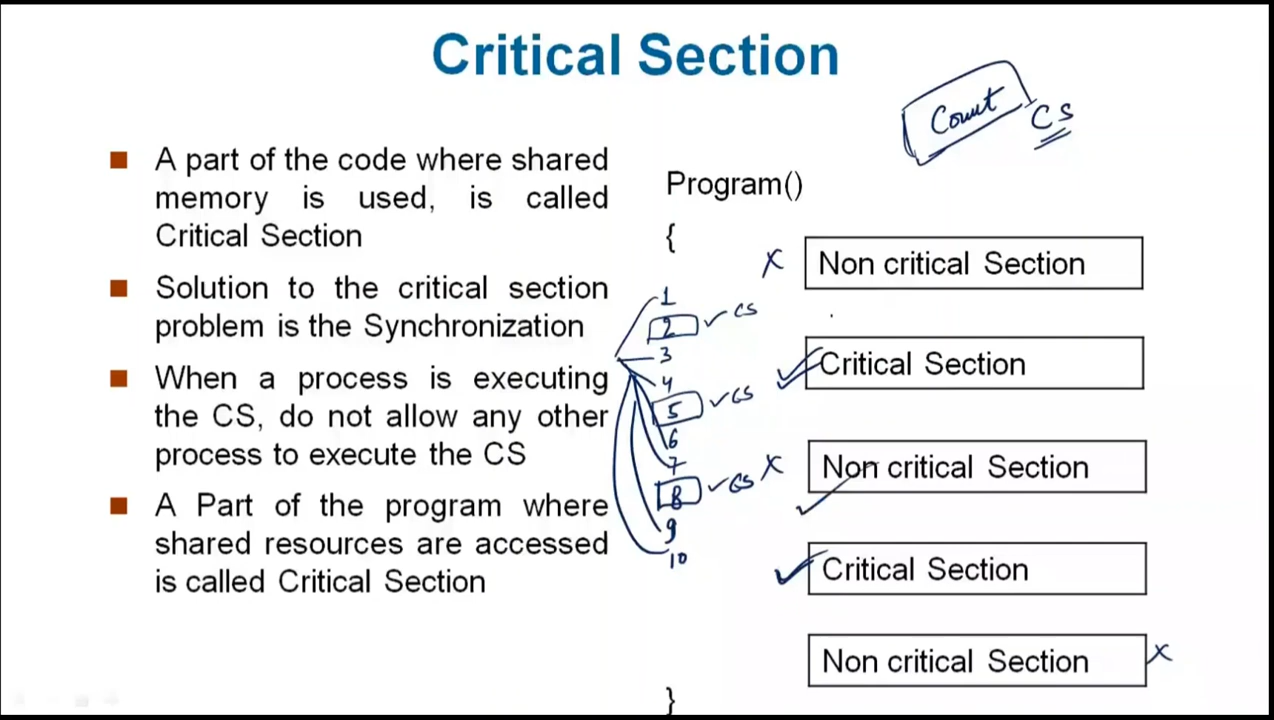 Critical Section
Count
CS
A part of the code where shared
memory is used, is called
Critical Section
Solution to the critical section
problem is the Synchronization
When a process is executing
the CS, do not allow any other
process to execute the CS
A Part of the program where
shared resources are accessed
is called Critical Section
Program()
{
1
2 ✓ CS
3
4
5 ✓ CS
6
7
8 ✓ CS
9
10
}
X Non critical Section
✓ Critical Section
X Non critical Section
✓ Critical Section
Non critical Section X